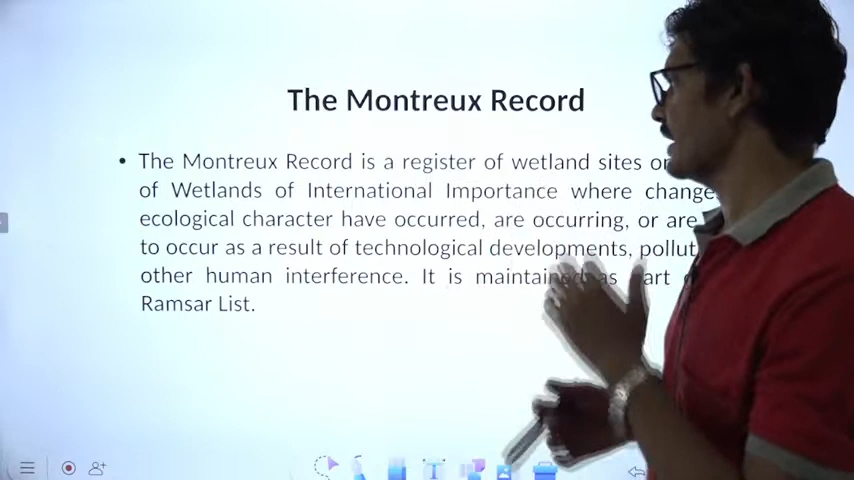 The Montreux Record
• The Montreux Record is a register of wetland sites
of Wetlands of International Importance where change
ecological character have occurred, are occurring, or are
to occur as a result of technological developments, pollut
other human interference. It is maintained as part
Ramsar List.